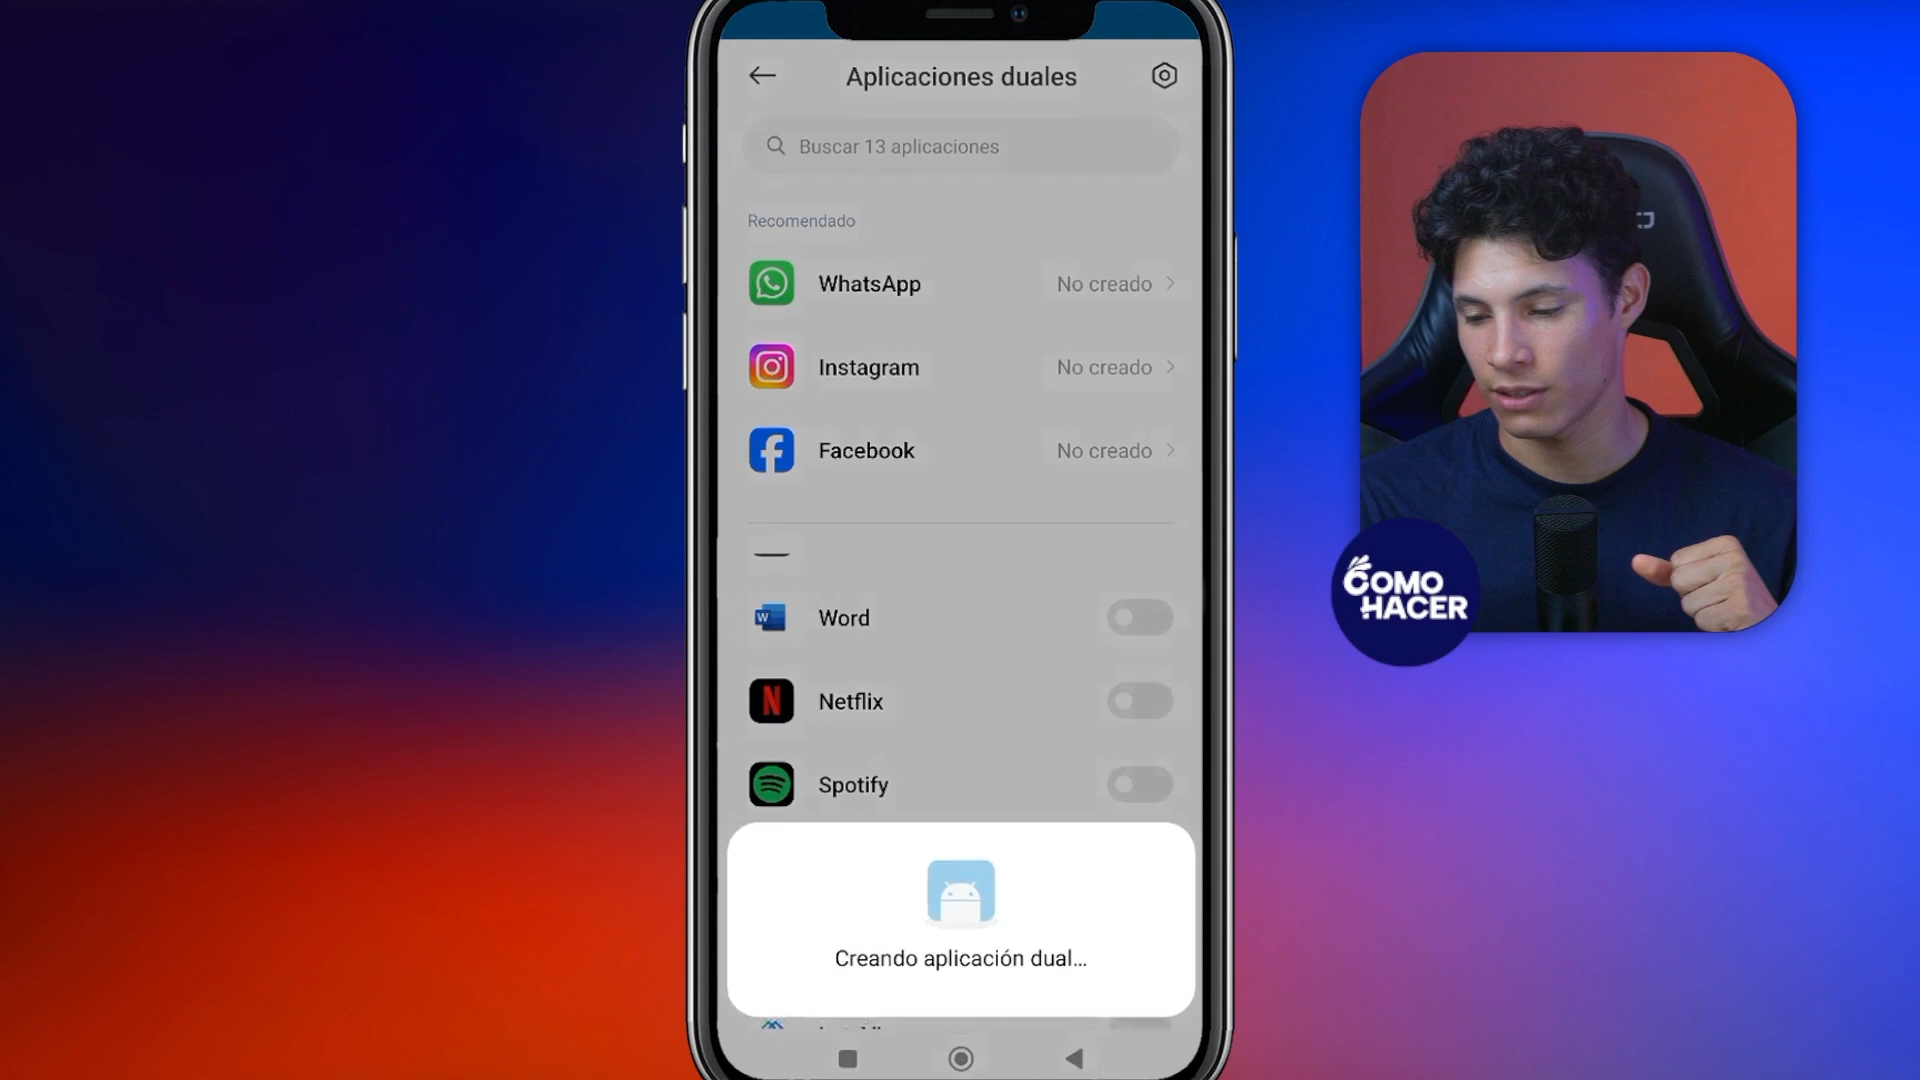 Aplicaciones duales
Buscar 13 aplicaciones
Recomendado
WhatsApp
No creado
Instagram
No creado
Facebook
No creado
Word
Netflix
Spotify
Creando aplicación dual...
COMO
HACER